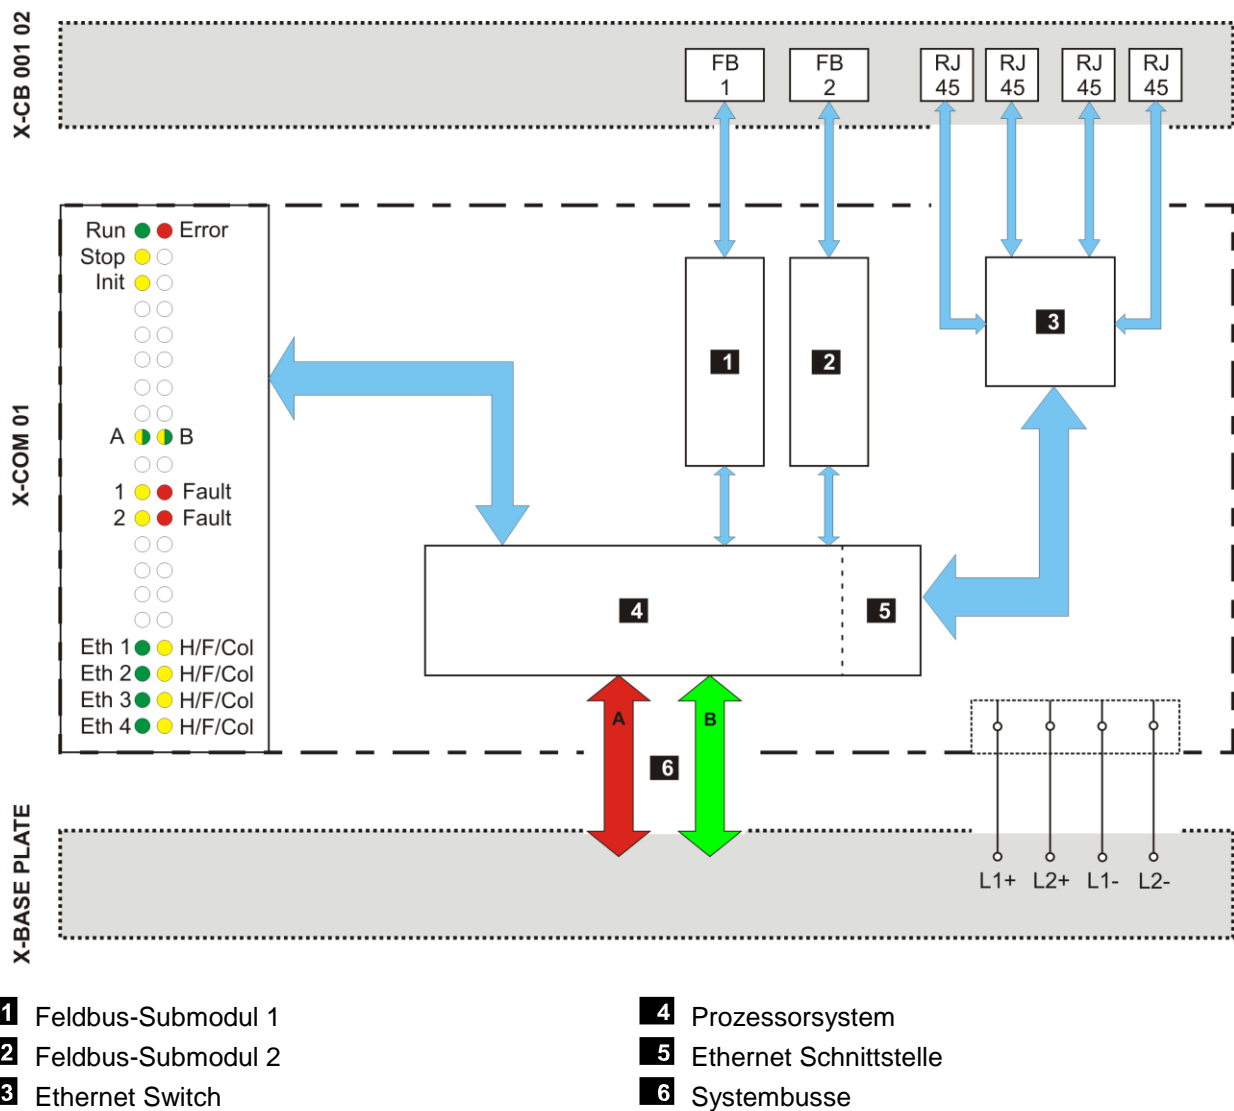 X-CB 001 02
FB 1
FB 2
RJ 45
RJ 45
RJ 45
RJ 45
X-COM 01
Run Error
Stop
Init
A B
1 Fault
2 Fault
Eth 1 H/F/Col
Eth 2 H/F/Col
Eth 3 H/F/Col
Eth 4 H/F/Col
1
2
3
4
5
A
B
6
X-BASE PLATE
L1+ L2+ L1- L2-
1 Feldbus-Submodul 1
2 Feldbus-Submodul 2
3 Ethernet Switch
4 Prozessorsystem
5 Ethernet Schnittstelle
6 Systembusse